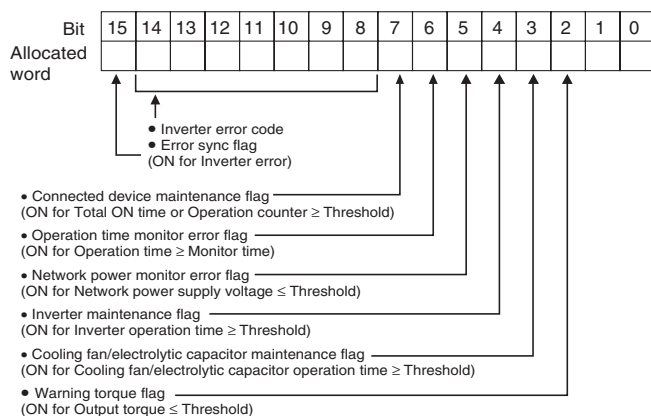 Bit 15 14 13 12 11 10 9 8 7 6 5 4 3 2 1 0
Allocated
word
● Inverter error code
● Error sync flag
(ON for Inverter error)
• Connected device maintenance flag
(ON for Total ON time or Operation counter ≥ Threshold)
• Operation time monitor error flag
(ON for Operation time ≥ Monitor time)
• Network power monitor error flag
(ON for Network power supply voltage ≤ Threshold)
• Inverter maintenance flag
(ON for Inverter operation time ≥ Threshold)
• Cooling fan/electrolytic capacitor maintenance flag
(ON for Cooling fan/electrolytic capacitor operation time ≥ Threshold)
● Warning torque flag
(ON for Output torque ≤ Threshold)